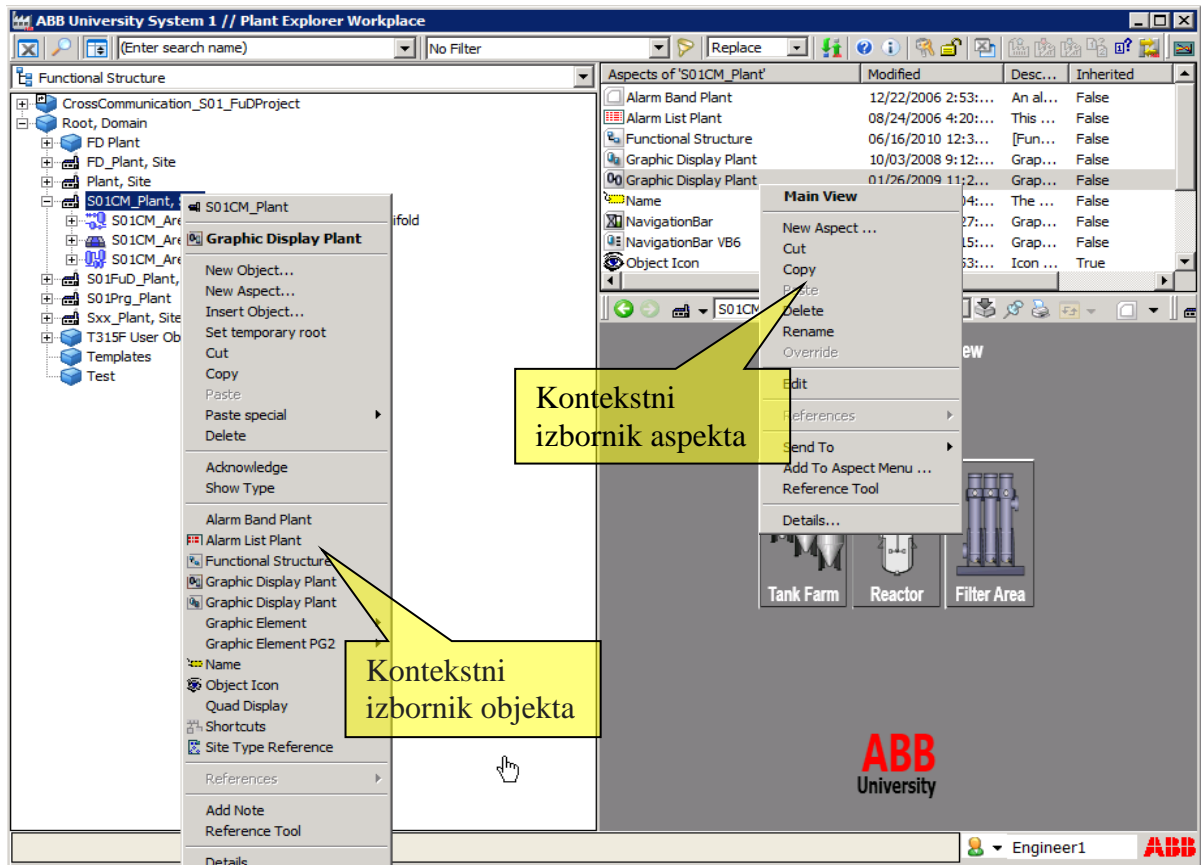 ABB University System 1 // Plant Explorer Workplace
(Enter search name)
No Filter
Replace
Functional Structure
CrossCommunication_S01_FuDProject
Root, Domain
FD Plant
FD_Plant, Site
Plant, Site
S01CM_Plant,
S01CM_Are
ifold
S01CM_Are
S01CM_Are
S01FuD_Plant,
S01Prg_Plant
Sxx_Plant, Site
T315F User Ob
Templates
Test
S01CM_Plant
Graphic Display Plant
New Object...
New Aspect...
Insert Object...
Set temporary root
Cut
Copy
Paste
Paste special
Delete
Acknowledge
Show Type
Alarm Band Plant
Alarm List Plant
Functional Structure
Graphic Display Plant
Graphic Display Plant
Graphic Element
Graphic Element PG2
Name
Object Icon
Quad Display
Shortcuts
Site Type Reference
References
Add Note
Reference Tool
Details
Kontekstni
izbornik objekta
Aspects of 'S01CM_Plant' Modified Desc... Inherited
Alarm Band Plant 12/22/2006 2:53:... An al... False
Alarm List Plant 08/24/2006 4:20:... This ... False
Functional Structure 06/16/2010 12:3... [Fun... False
Graphic Display Plant 10/03/2008 9:12:... Grap... False
Graphic Display Plant 01/26/2009 11:2... Grap... False
Name 04:... The ... False
NavigationBar 27:... Grap... False
NavigationBar VB6 15:... Grap... False
Object Icon 53:... Icon ... True
Main View
New Aspect ...
Cut
Copy
Paste
Delete
Rename
Override
Edit
References
Send To
Add To Aspect Menu ...
Reference Tool
Details...
Kontekstni
izbornik aspekta
S01CM
ew
Tank Farm
Reactor
Filter Area
ABB
University
Engineer1
ABB